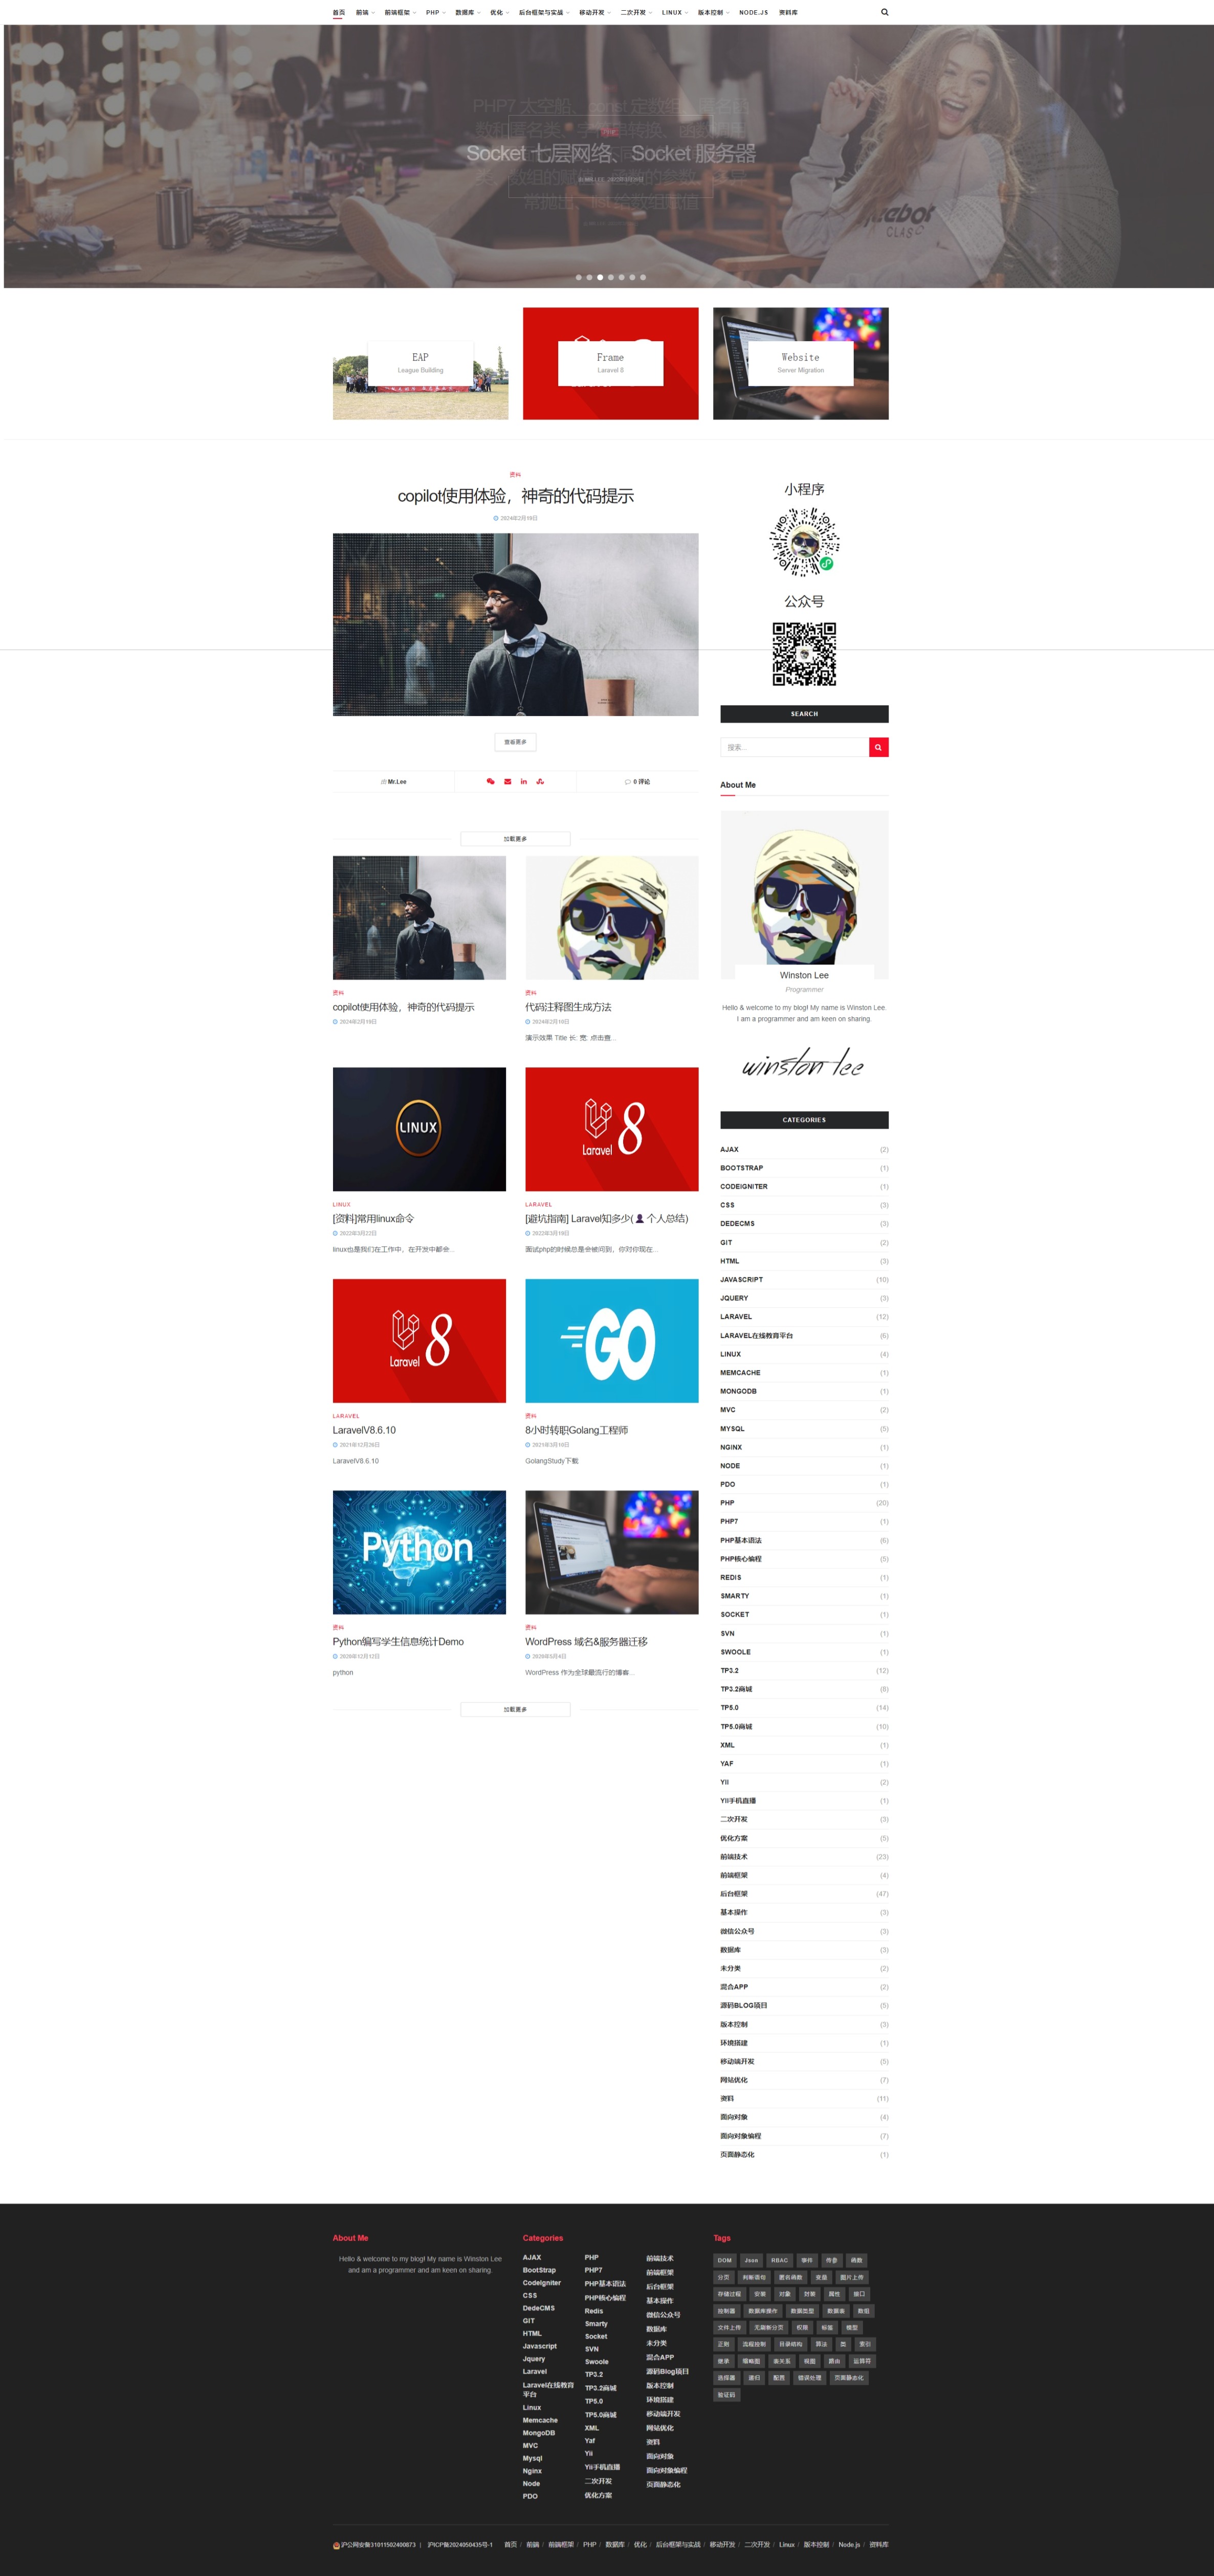 首页 前端 前端框架 PHP 数据库 优化 后台框架与实战 移动开发 二次开发 LINUX 版本控制 NODE.JS 资料库
Socket 七层网络、Socket 服务器
EAP
League Building
Frame
Laravel 8
Website
Server Migration
资料
copilot使用体验，神奇的代码提示
2024年2月19日
查看更多
由 Mr.Lee
0 评论
加载更多
资料
copilot使用体验，神奇的代码提示
2024年2月19日
资料
代码注释图生成方法
2024年2月10日
演示效果 Title 长: 宽: 点击查...
LINUX
LINUX
[资料]常用linux命令
2022年3月22日
linux也是我们在工作中，在开发中都会...
Laravel 8
LARAVEL
[避坑指南] Laravel知多少(👤个人总结)
2022年3月10日
面试php的时候总是会被问到，你对你现在...
Laravel 8
LARAVEL
LaravelV8.6.10
2021年12月28日
LaravelV8.6.10
GO
资料
8小时转职Golang工程师
2021年3月10日
GolangStudy下载
Python
资料
Python编写学生信息统计Demo
2020年12月12日
python
资料
WordPress 域名&服务器迁移
2020年5月4日
WordPress 作为全球最流行的博客...
加载更多
小程序
公众号
SEARCH
搜索...
About Me
Winston Lee
Programmer
Hello & welcome to my blog! My name is Winston Lee.
I am a programmer and am keen on sharing.
winston lee
CATEGORIES
AJAX (2)
BOOTSTRAP (1)
CODEIGNITER (1)
CSS (3)
DEDECMS (3)
GIT (2)
HTML (3)
JAVASCRIPT (10)
JQUERY (3)
LARAVEL (12)
LARAVEL在线教育平台 (6)
LINUX (4)
MEMCACHE (1)
MONGODB (1)
MVC (2)
MYSQL (5)
NGINX (1)
NODE (1)
PDO (1)
PHP (20)
PHP7 (1)
PHP基本语法 (6)
PHP核心编程 (5)
REDIS (1)
SMARTY (1)
SOCKET (1)
SVN (1)
SWOOLE (1)
TP3.2 (12)
TP3.2商城 (8)
TP5.0 (14)
TP5.0商城 (10)
XML (1)
YAF (1)
YII (2)
YII手机直播 (1)
二次开发 (3)
优化方案 (5)
前端技术 (23)
前端框架 (4)
后台框架 (47)
基本操作 (3)
微信公众号 (3)
数据库 (3)
未分类 (2)
混合APP (2)
源码BLOG项目 (5)
版本控制 (3)
环境搭建 (1)
移动端开发 (5)
网站优化 (7)
资料 (11)
面向对象 (4)
面向对象编程 (7)
页面静态化 (1)
About Me
Hello & welcome to my blog! My name is Winston Lee
and I am a programmer and am keen on sharing.
Categories
AJAX
BootStrap
CodeIgniter
CSS
DedeCMS
GIT
HTML
Javascript
Jquery
Laravel
Laravel在线教育
平台
Linux
Memcache
MongoDB
MVC
Mysql
Nginx
Node
PDO
PHP
PHP7
PHP基本语法
PHP核心编程
Redis
Smarty
Socket
SVN
Swoole
TP3.2
TP3.2商城
TP5.0
TP5.0商城
XML
Yaf
Yii
Yii手机直播
二次开发
优化方案
前端技术
前端框架
后台框架
基本操作
微信公众号
数据库
未分类
混合APP
源码Blog项目
版本控制
环境搭建
移动端开发
网站优化
资料
面向对象
面向对象编程
页面静态化
Tags
DOM Json RBAC 事件 传参 函数
分页 判断语句 匿名函数 变量 图片上传
存储过程 安装 对象 封装 属性 接口
控制器 数据库操作 数据类型 数据表 数组
文件上传 无刷新分页 权限 标签 模型
正则 流程控制 目录结构 算法 类 索引
继承 缩略图 表关系 视图 路由 运算符
选择器 递归 配置 错误处理 页面静态化
验证码
沪公网安备31011502400873 | 沪ICP备2024050435号-1 首页 / 前端 / 前端框架 / PHP / 数据库 / 优化 / 后台框架与实战 / 移动开发 / 二次开发 / Linux / 版本控制 / Node.js / 资料库